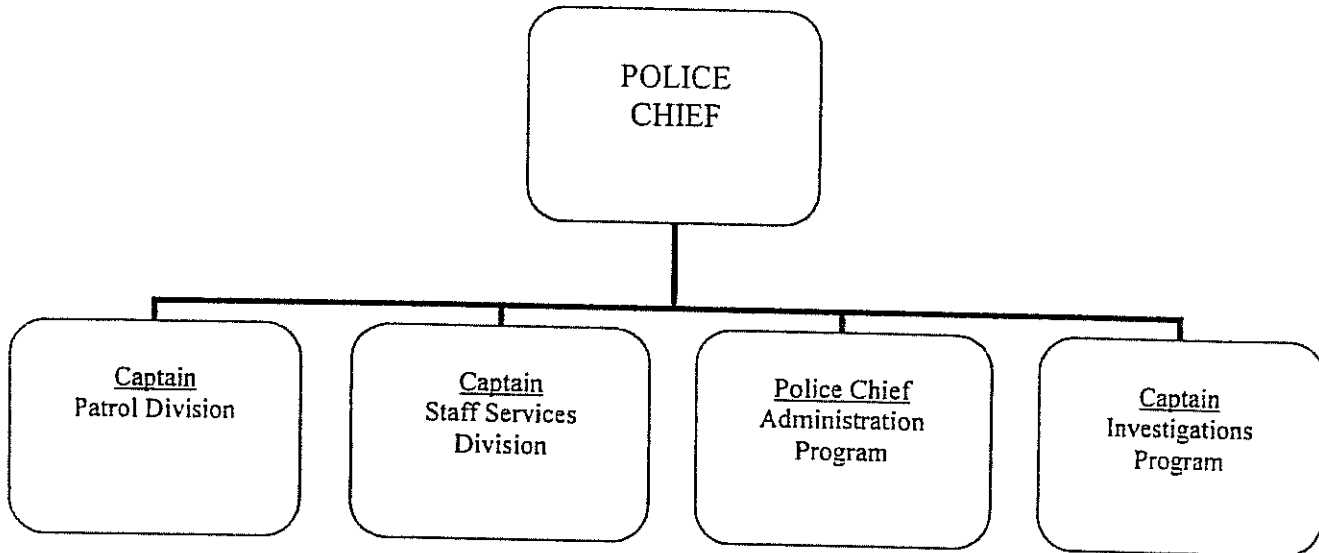 POLICE
CHIEF
Captain
Patrol Division
Captain
Staff Services
Division
Police Chief
Administration
Program
Captain
Investigations
Program